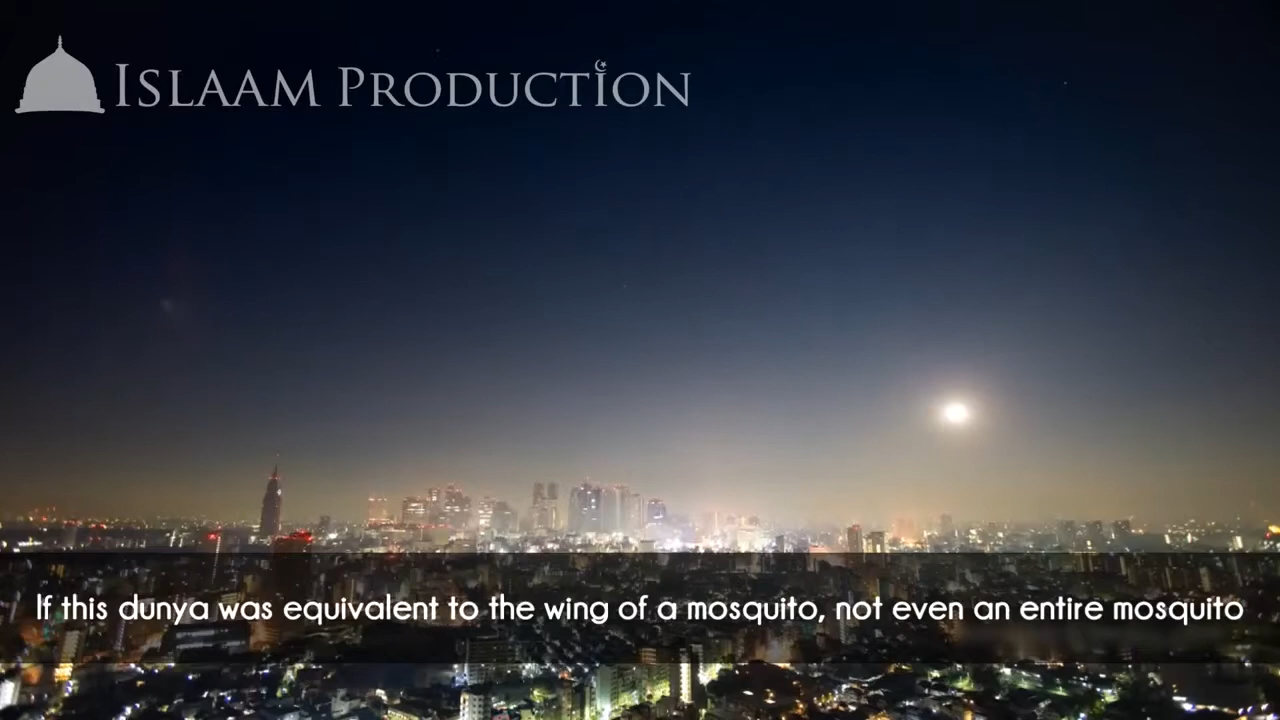 ISLAAM PRODUCTION
If this dunya was equivalent to the wing of a mosquito, not even an entire mosquito